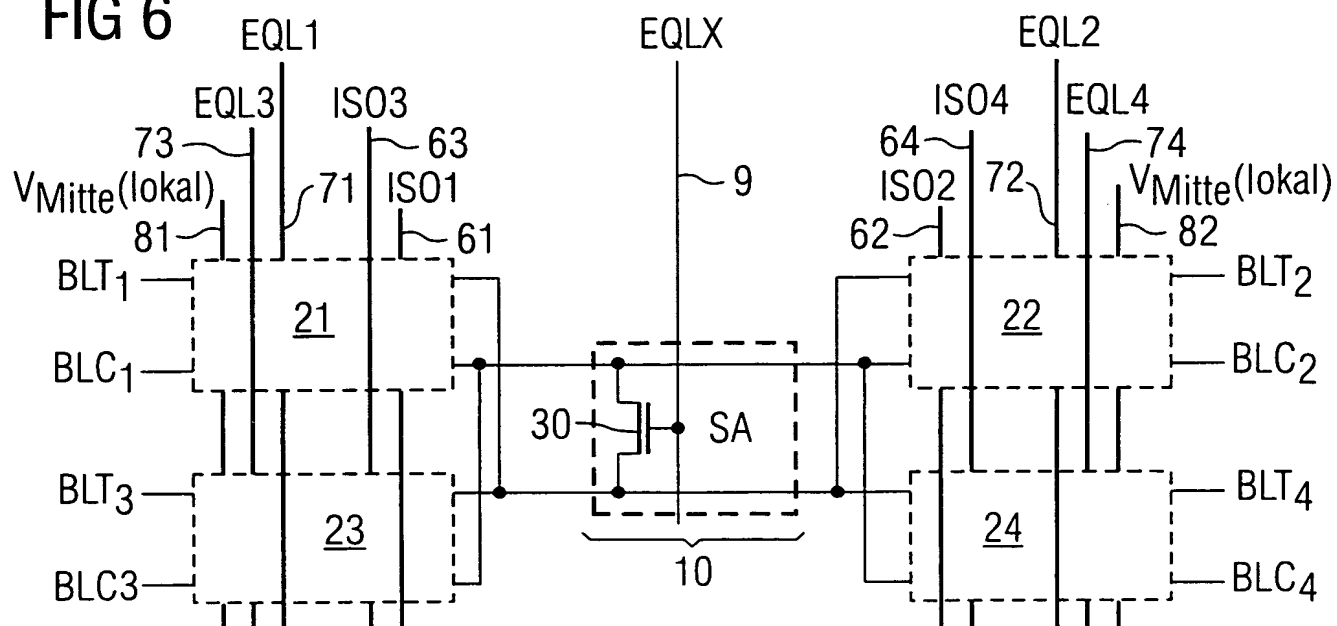 FIG 6
EQL1
EQLX
EQL2
EQL3
ISO3
ISO4
EQL4
73
63
64
74
VMitte(lokal)
71
ISO1
9
ISO2
72
VMitte(lokal)
81
61
62
82
BLT1
BLT2
21
22
BLC1
BLC2
30
SA
BLT3
BLT4
23
24
10
BLC3
BLC4